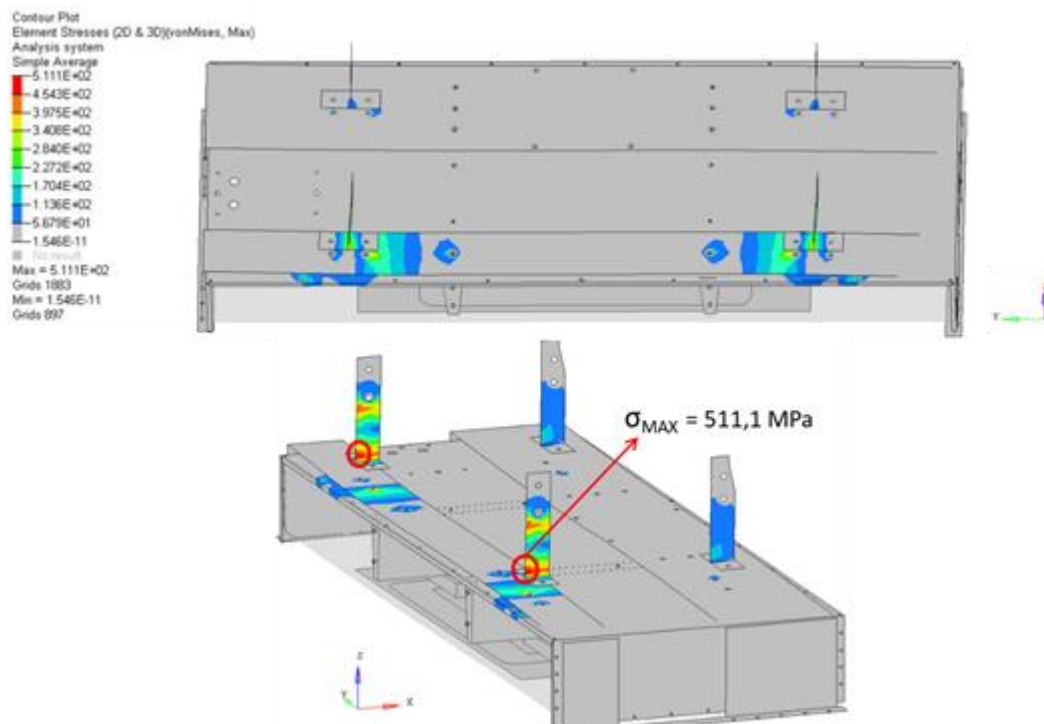 Contour Plot
Element Stresses (2D & 3D)(vonMises, Max)
Analysis system
Simple Average
5.111E+02
4.543E+02
3.975E+02
3.408E+02
2.840E+02
2.272E+02
1.704E+02
1.136E+02
5.679E+01
1.546E-11
No result
Max = 5.111E+02
Grids 1883
Min = 1.546E-11
Grids 897
Y
σMAX = 511,1 MPa
Z
Y
X